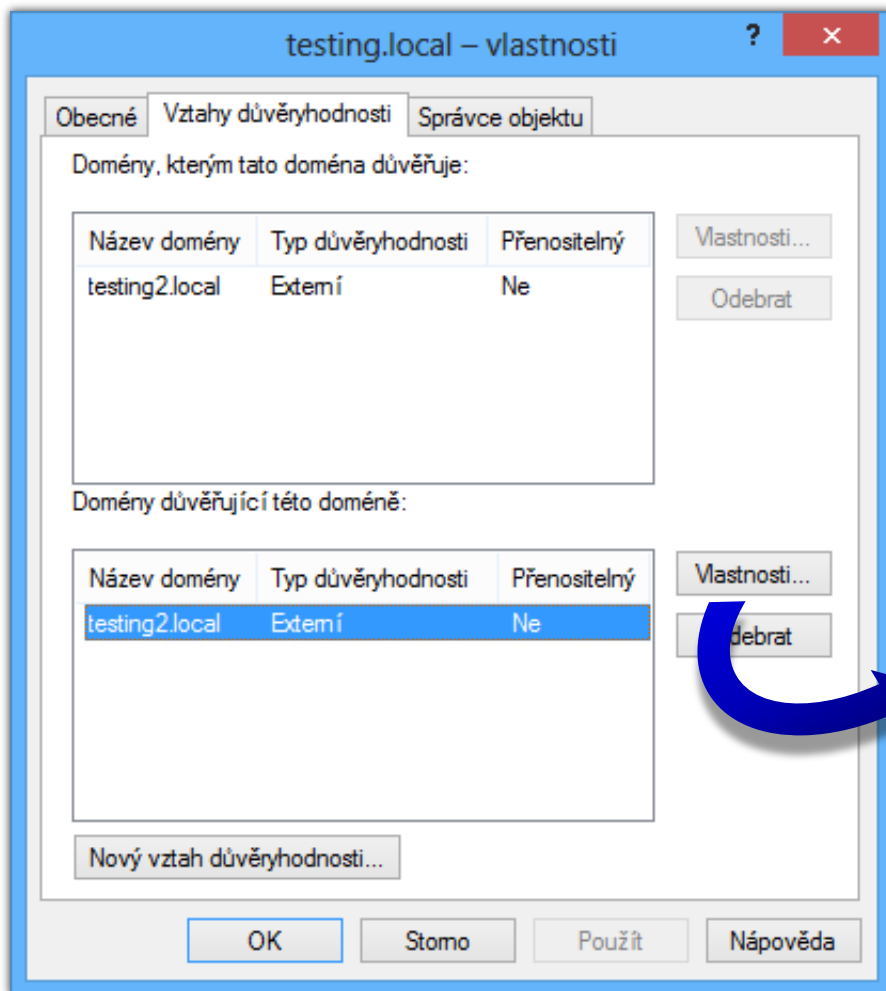 testing.local – vlastnosti
?
Obecné Vztahy důvěryhodnosti Správce objektu
Domény, kterým tato doména důvěřuje:
Název domény Typ důvěryhodnosti Přenositelný
testing2.local Externí Ne
Vlastnosti...
Odebrat
Domény důvěřující této doméně:
Název domény Typ důvěryhodnosti Přenositelný
testing2.local Externí Ne
Vlastnosti...
debrat
Nový vztah důvěryhodnosti...
OK Storno Použít Nápověda